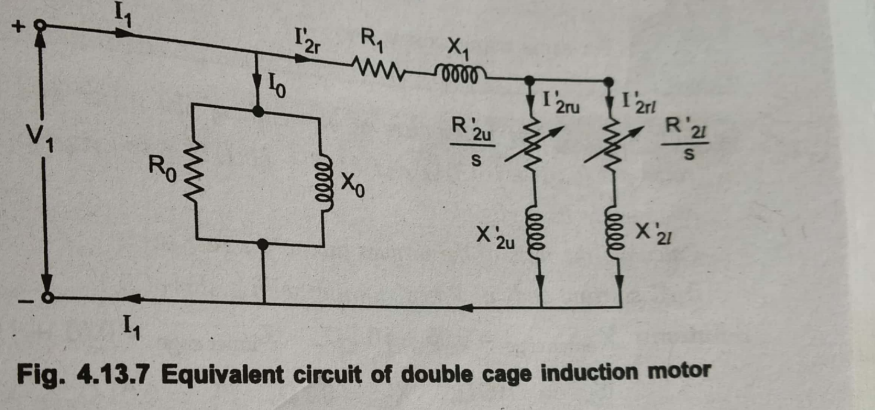 +
I₁
I'₂r
R₁
X₁
I₀
V₁
R₀
X₀
R'₂u
s
I'₂ru
I'₂rl
R'₂l
s
X'₂u
X'₂l
–
I₁
Fig. 4.13.7 Equivalent circuit of double cage induction motor